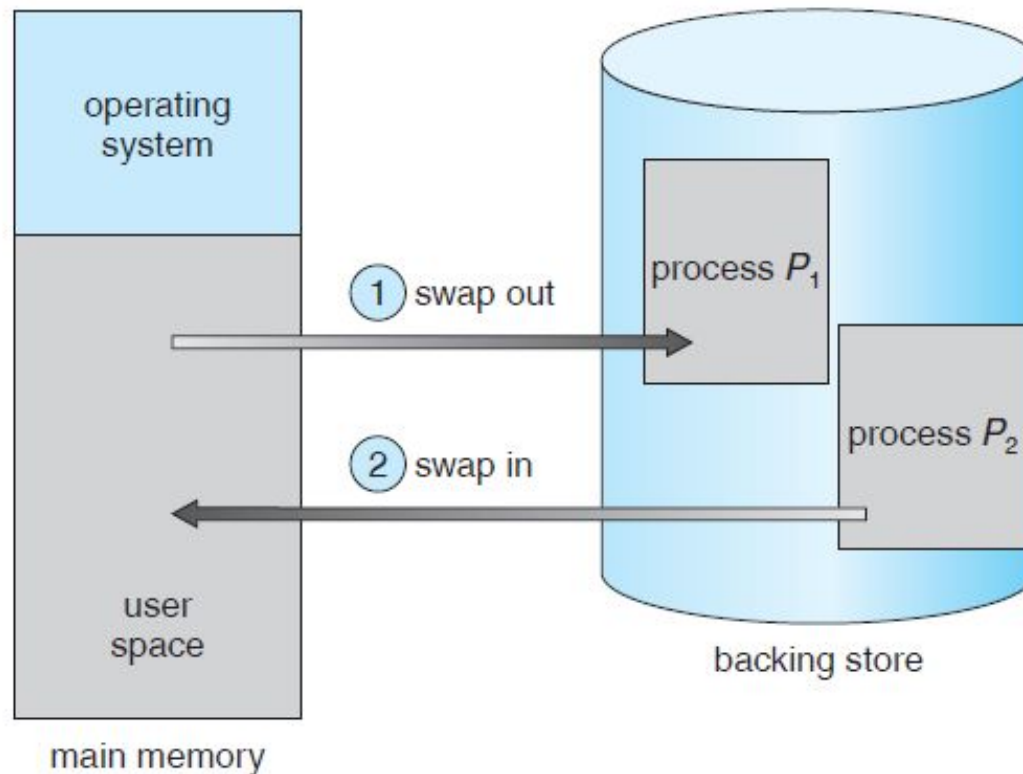 operating
system
process P₁
1 swap out
process P₂
2 swap in
user
space
backing store
main memory